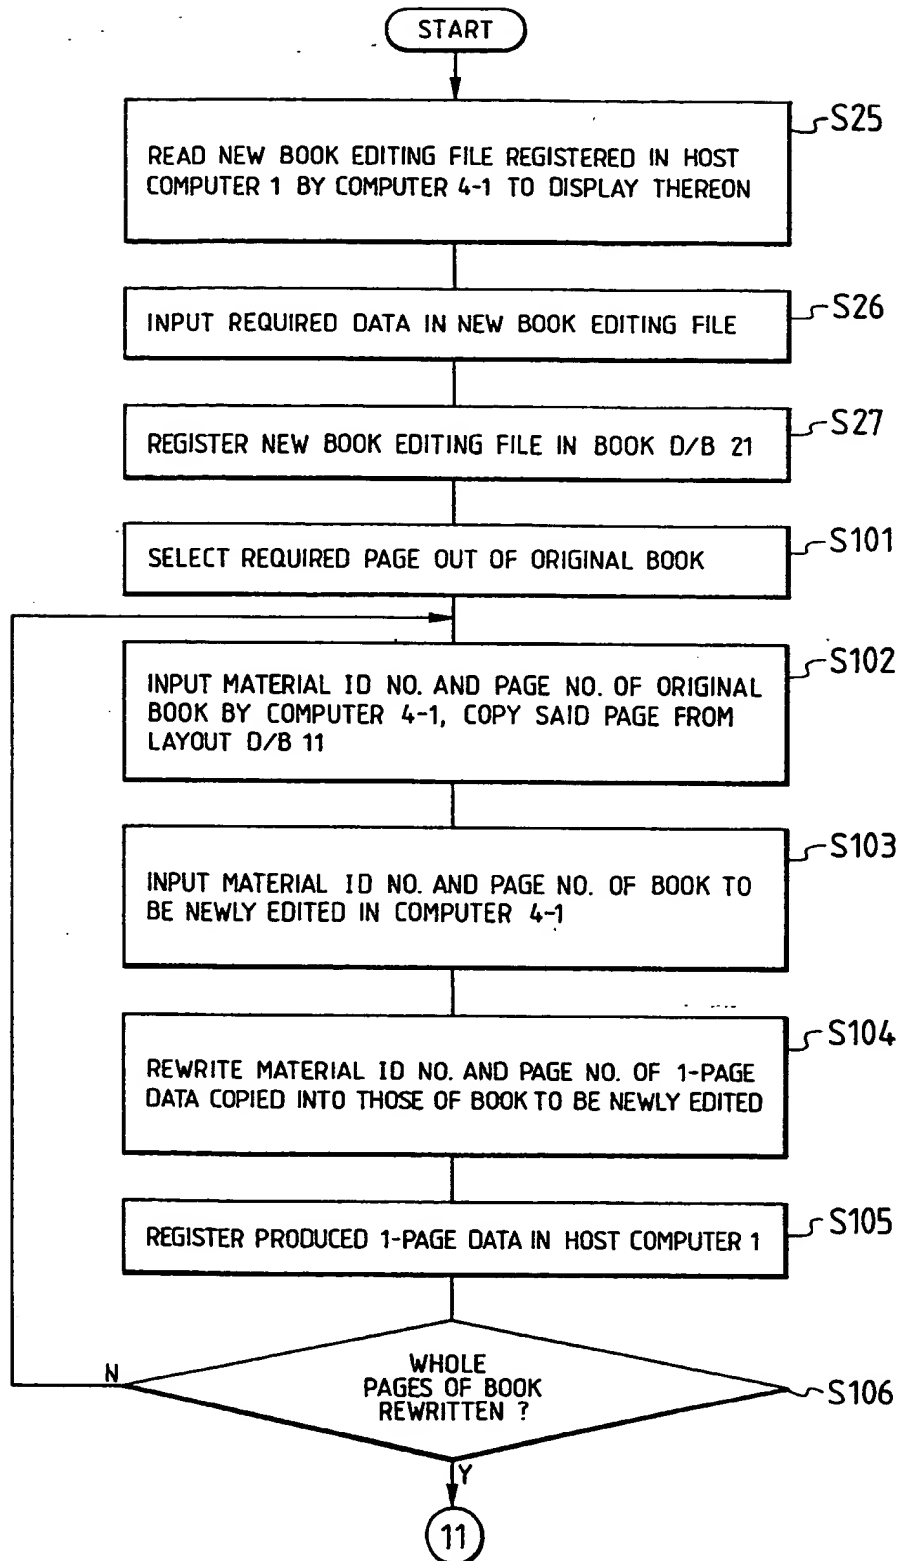 START
S25
READ NEW BOOK EDITING FILE REGISTERED IN HOST
COMPUTER 1 BY COMPUTER 4-1 TO DISPLAY THEREON
S26
INPUT REQUIRED DATA IN NEW BOOK EDITING FILE
S27
REGISTER NEW BOOK EDITING FILE IN BOOK D/B 21
S101
SELECT REQUIRED PAGE OUT OF ORIGINAL BOOK
S102
INPUT MATERIAL ID NO. AND PAGE NO. OF ORIGINAL
BOOK BY COMPUTER 4-1, COPY SAID PAGE FROM
LAYOUT D/B 11
S103
INPUT MATERIAL ID NO. AND PAGE NO. OF BOOK TO
BE NEWLY EDITED IN COMPUTER 4-1
S104
REWRITE MATERIAL ID NO. AND PAGE NO. OF 1-PAGE
DATA COPIED INTO THOSE OF BOOK TO BE NEWLY EDITED
S105
REGISTER PRODUCED 1-PAGE DATA IN HOST COMPUTER 1
N
WHOLE
PAGES OF BOOK
REWRITTEN ?
S106
Y
11